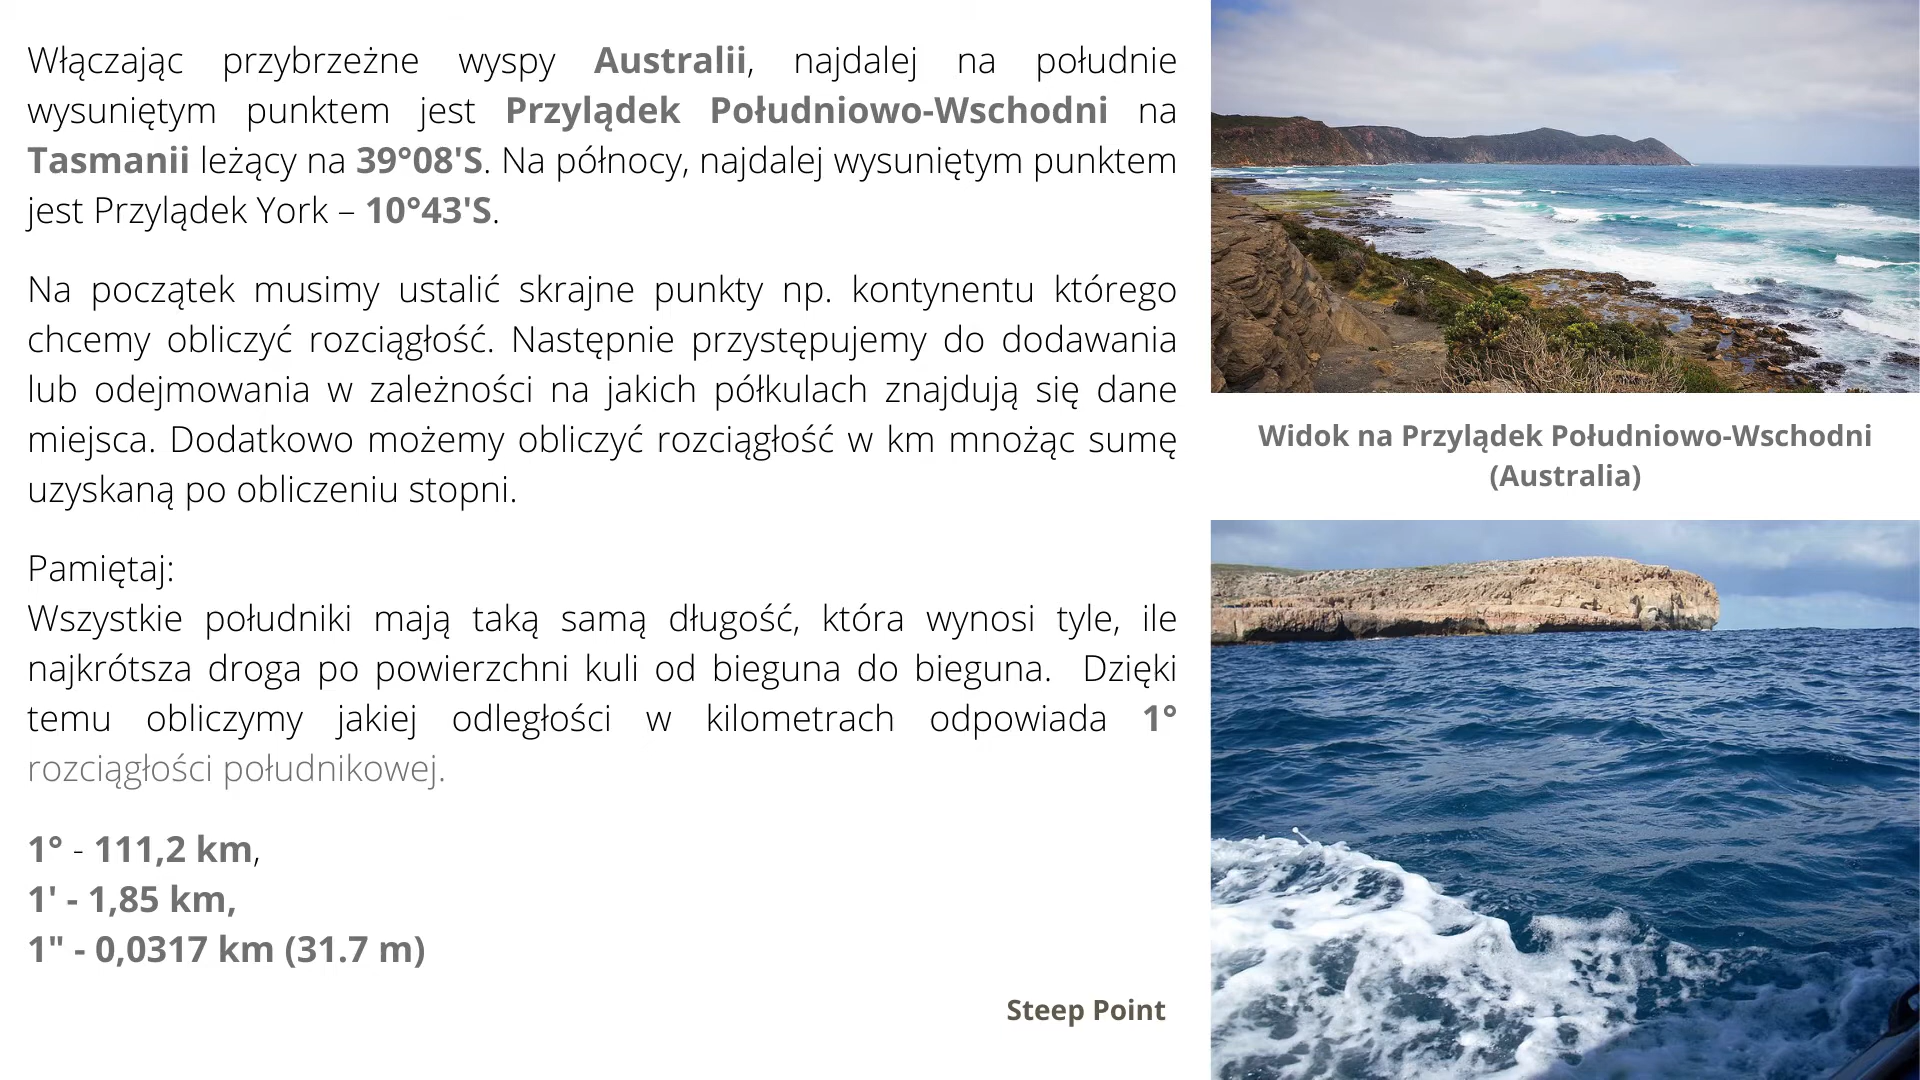 Włączając przybrzeżne wyspy Australii, najdalej na południe
wysuniętym punktem jest Przylądek Południowo-Wschodni na
Tasmanii leżący na 39°08'S. Na północy, najdalej wysuniętym punktem
jest Przylądek York – 10°43'S.
Na początek musimy ustalić skrajne punkty np. kontynentu którego
chcemy obliczyć rozciągłość. Następnie przystępujemy do dodawania
lub odejmowania w zależności na jakich półkulach znajdują się dane
miejsca. Dodatkowo możemy obliczyć rozciągłość w km mnożąc sumę
uzyskaną po obliczeniu stopni.
Pamiętaj:
Wszystkie południki mają taką samą długość, która wynosi tyle, ile
najkrótsza droga po powierzchni kuli od bieguna do bieguna. Dzięki
temu obliczymy jakiej odległości w kilometrach odpowiada 1°
rozciągłości południkowej.
1° - 111,2 km,
1' - 1,85 km,
1" - 0,0317 km (31.7 m)
Steep Point
Widok na Przylądek Południowo-Wschodni
(Australia)